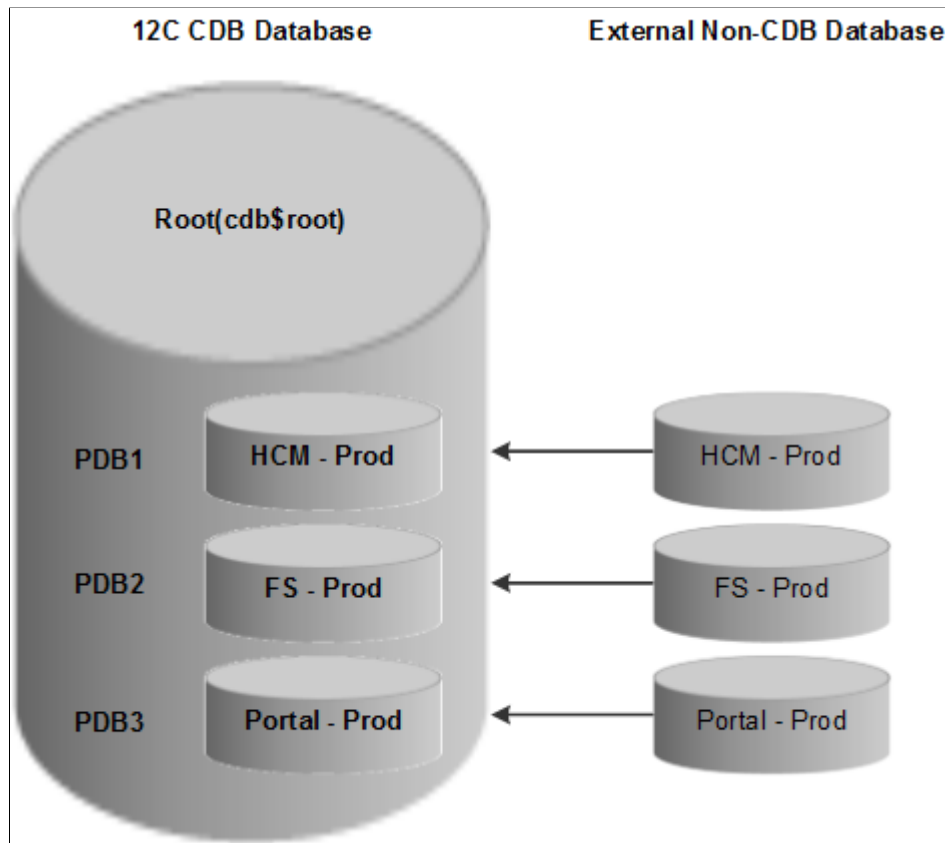 12C CDB Database
External Non-CDB Database
Root(cdb$root)
PDB1
HCM - Prod
HCM - Prod
PDB2
FS - Prod
FS - Prod
PDB3
Portal - Prod
Portal - Prod